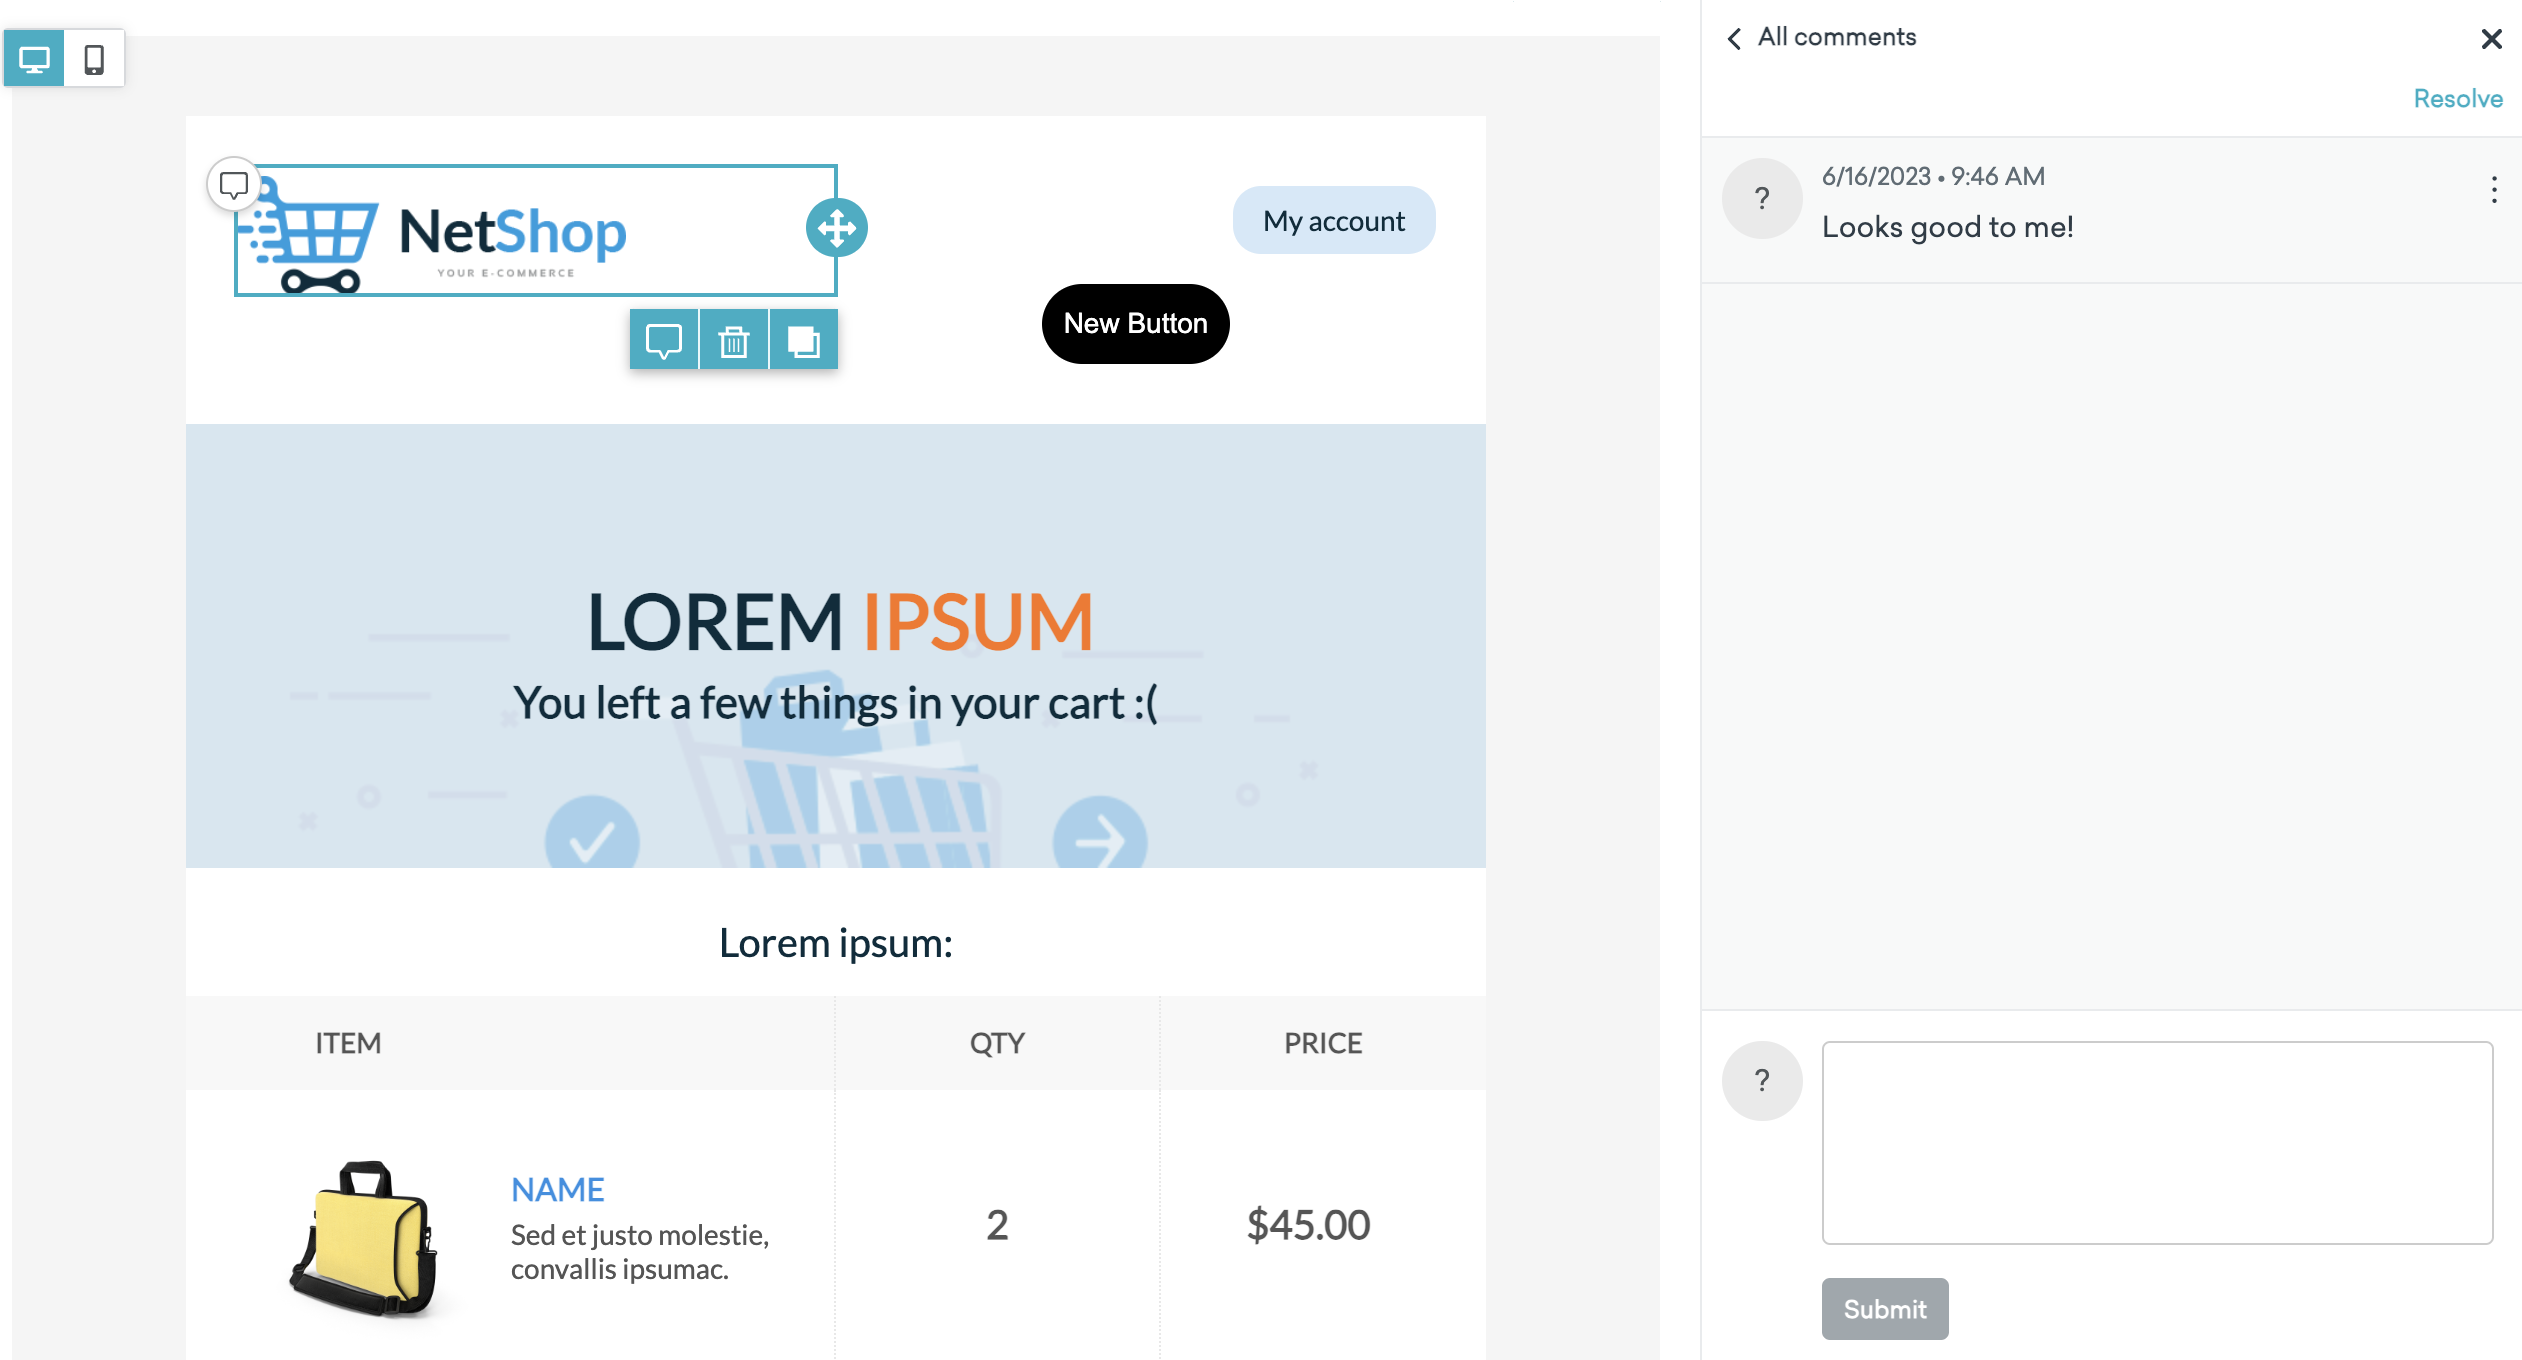 NetShop
YOUR E-COMMERCE
My account
New Button
LOREM IPSUM
You left a few things in your cart :(
Lorem ipsum:
ITEM QTY PRICE
NAME
Sed et justo molestie,
convallis ipsumac.
2
$45.00
All comments
Resolve
?
6/16/2023 • 9:46 AM
Looks good to me!
?
Submit